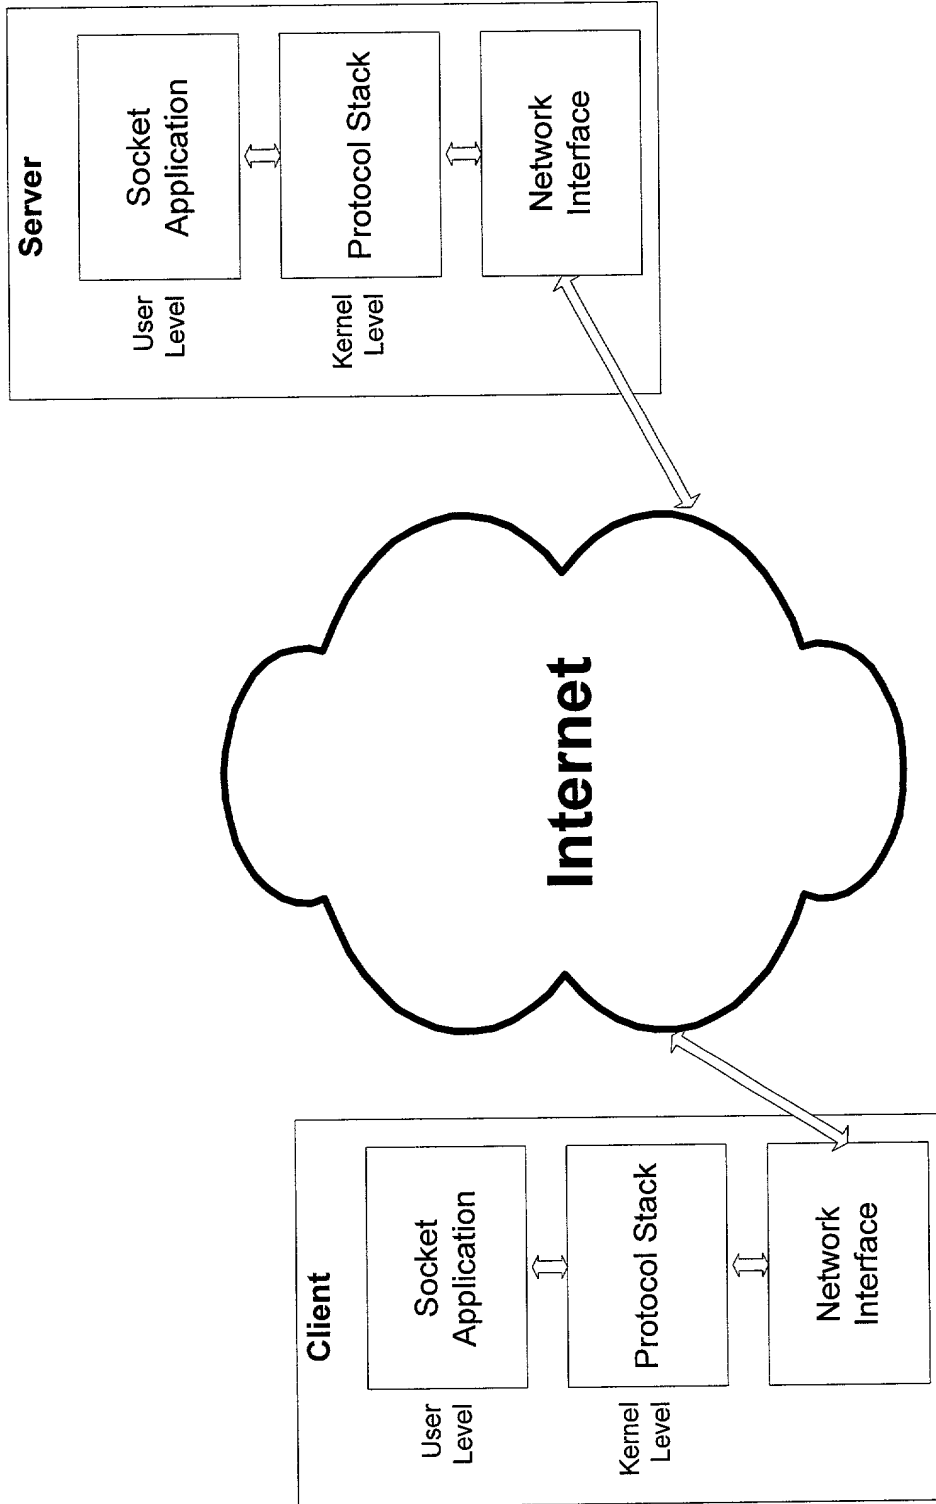 Client
User
Level
Socket
Application
Kernel
Level
Protocol Stack
Network
Interface
Internet
Server
User
Level
Socket
Application
Kernel
Level
Protocol Stack
Network
Interface